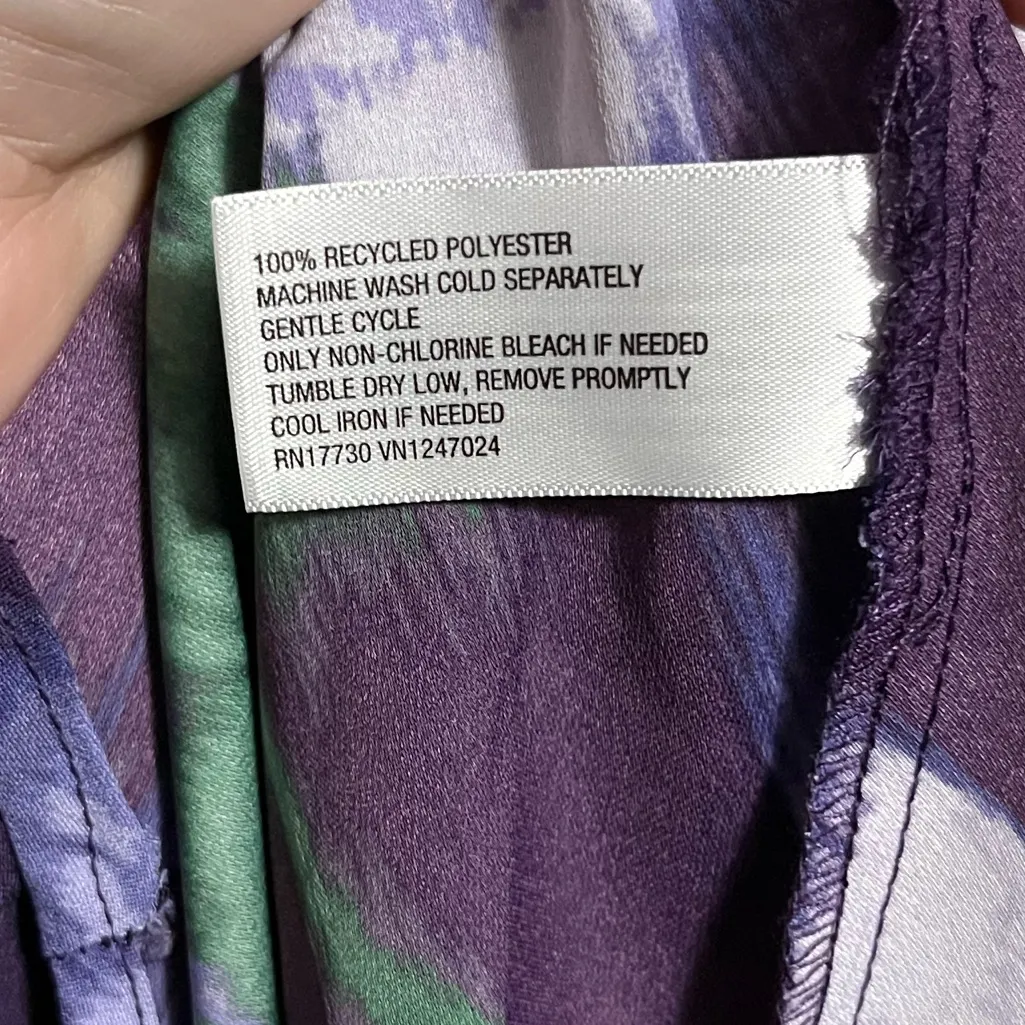 100% RECYCLED POLYESTER
MACHINE WASH COLD SEPARATELY
GENTLE CYCLE
ONLY NON-CHLORINE BLEACH IF NEEDED
TUMBLE DRY LOW, REMOVE PROMPTLY
COOL IRON IF NEEDED
RN17730 VN1247024